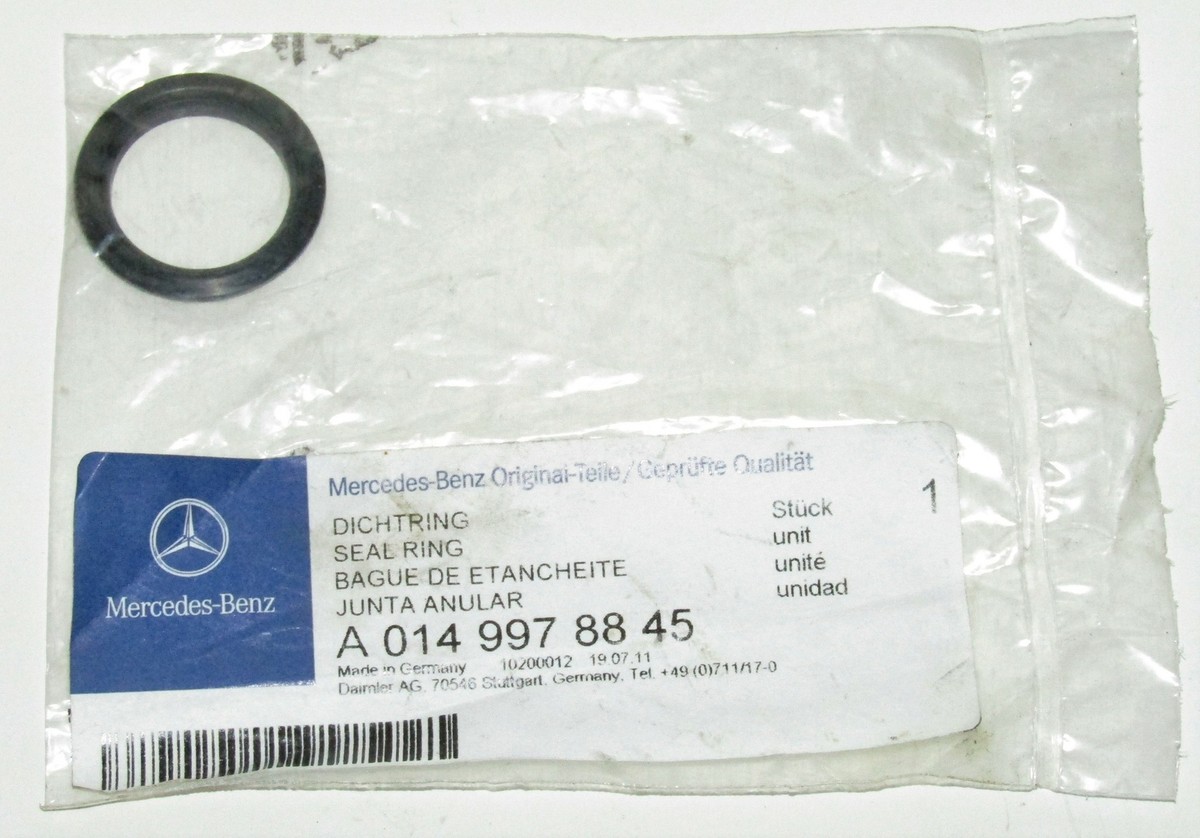 Mercedes-Benz Original-Teile/Geprüfte Qualität
DICHTRING Stück 1
SEAL RING unit
BAGUE DE ETANCHEITE unité
JUNTA ANULAR unidad
A 014 997 88 45
Made in Germany 10200012 19.07.11
Daimler AG, 70546 Stuttgart, Germany, Tel. +49 (0)711/17-0
Mercedes-Benz